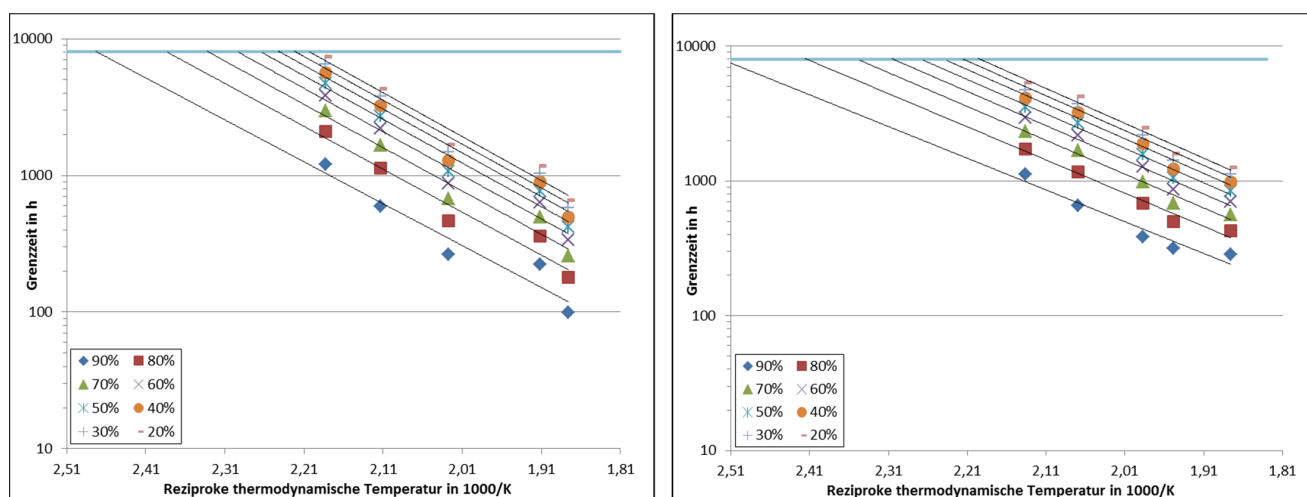 10000
1000
100
10
Grenzzeit in h
90% 80%
70% 60%
50% 40%
30% 20%
2,51 2,41 2,31 2,21 2,11 2,01 1,91 1,81
Reziproke thermodynamische Temperatur in 1000/K
10000
1000
100
10
Grenzzeit in h
90% 80%
70% 60%
50% 40%
30% 20%
2,51 2,41 2,31 2,21 2,11 2,01 1,91 1,81
Reziproke thermodynamische Temperatur in 1000/K